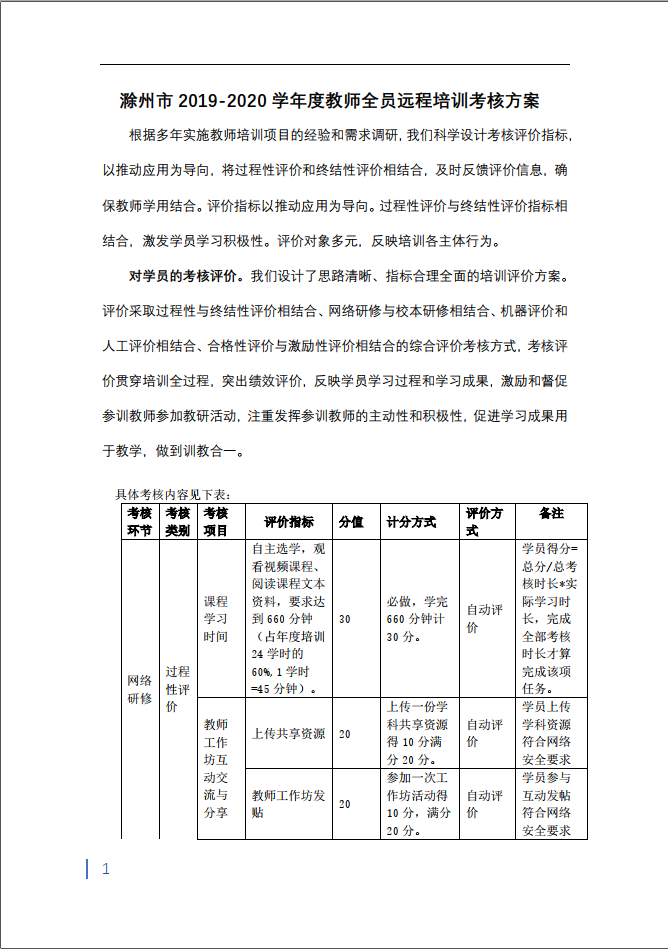 滁州市 2019-2020 学年度教师全员远程培训考核方案
根据多年实施教师培训项目的经验和需求调研,我们科学设计考核评价指标,
以推动应用为导向，将过程性评价和终结性评价相结合，及时反馈评价信息，确
保教师学用结合。评价指标以推动应用为导向。过程性评价与终结性评价指标相
结合，激发学员学习积极性。评价对象多元，反映培训各主体行为。
对学员的考核评价。我们设计了思路清晰、指标合理全面的培训评价方案。
评价采取过程性与终结性评价相结合、网络研修与校本研修相结合、机器评价和
人工评价相结合、合格性评价与激励性评价相结合的综合评价考核方式，考核评
价贯穿培训全过程，突出绩效评价，反映学员学习过程和学习成果，激励和督促
参训教师参加教研活动，注重发挥参训教师的主动性和积极性，促进学习成果用
于教学，做到训教合一。
具体考核内容见下表：
考核
环节
考核
类别
考核
项目
评价指标
分值
计分方式
评价方
式
备注
网络
研修
过程
性评
价
课程
学习
时间
自主选学，观
看视频课程、
阅读课程文本
资料，要求达
到 660 分钟
（占年度培训
24 学时的
60%,1 学时
=45 分钟）。
30
必做，学完
660 分钟计
30 分。
自动评
价
学员得分=
总分/总考
核时长*实
际学习时
长，完成
全部考核
时长才算
完成该项
任务。
教师
工作
坊互
动交
流与
分享
上传共享资源
20
上传一份学
科共享资源
得 10 分满
分 20 分。
自动评
价
学员上传
学科资源
符合网络
安全要求
教师工作坊发
贴
20
参加一次工
作坊活动得
10 分，满分
20 分。
自动评
价
学员参与
互动发帖
符合网络
安全要求
1